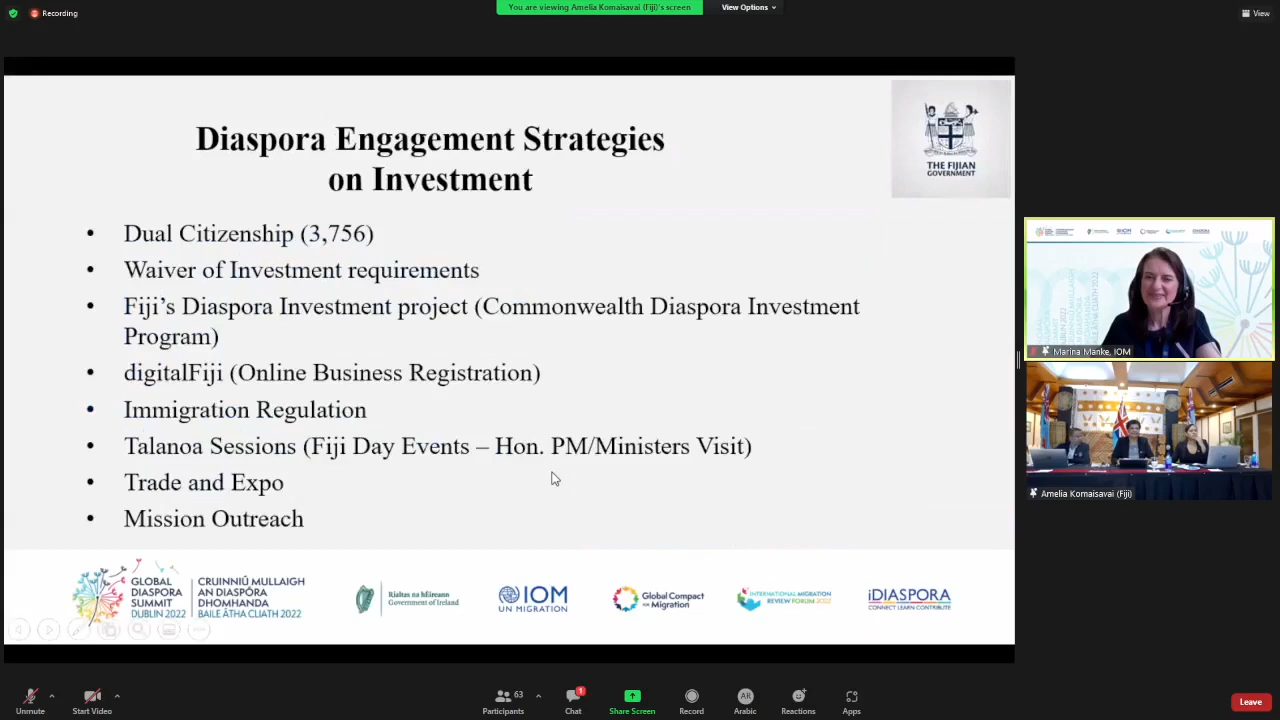 Recording
You are viewing Amelia Komaisavai (Fiji)'s screen
View Options
View
Diaspora Engagement Strategies
on Investment
THE FIJIAN
GOVERNMENT
• Dual Citizenship (3,756)
• Waiver of Investment requirements
• Fiji’s Diaspora Investment project (Commonwealth Diaspora Investment
Program)
• digitalFiji (Online Business Registration)
• Immigration Regulation
• Talanoa Sessions (Fiji Day Events – Hon. PM/Ministers Visit)
• Trade and Expo
• Mission Outreach
GLOBAL
DIASPORA
SUMMIT
DUBLIN 2022
CRUINNIÚ MULLAIGH
AN DIASPÓRA
DHOMHANDA
BAILE ÁTHA CLIATH 2022
Rialtas na hÉireann
Government of Ireland
IOM
UN MIGRATION
Global Compact
for Migration
INTERNATIONAL MIGRATION
REVIEW FORUM 2022
iDIASPORA
CONNECT LEARN CONTRIBUTE
Marina Manke, IOM
Amelia Komaisavai (Fiji)
Unmute
Start Video
63
Participants
1
Chat
Share Screen
Record
AR
Arabic
Reactions
Apps
Leave